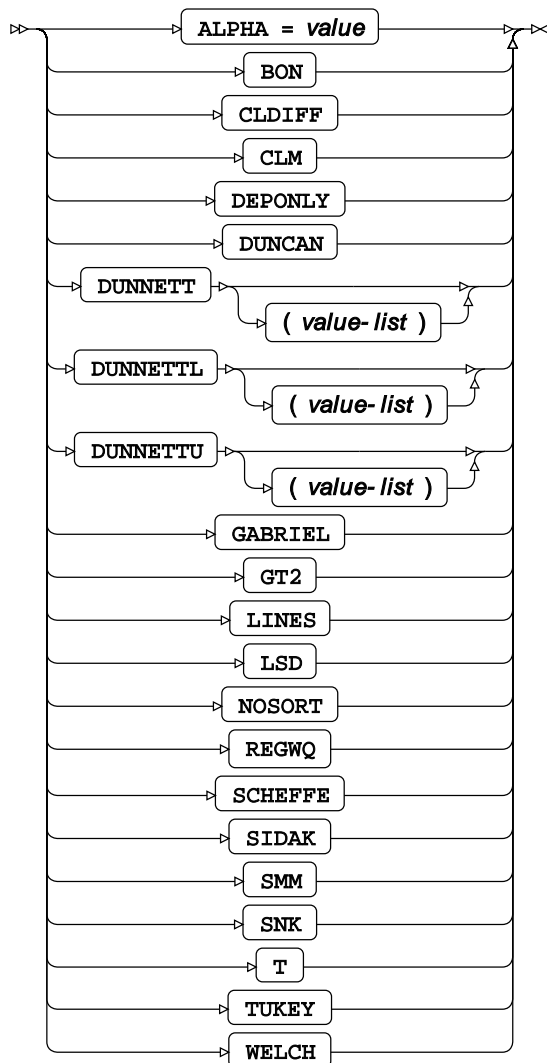 ALPHA = value
BON
CLDIFF
CLM
DEPONLY
DUNCAN
DUNNETT
( value-list )
DUNNETTL
( value-list )
DUNNETTU
( value-list )
GABRIEL
GT2
LINES
LSD
NOSORT
REGWQ
SCHEFFE
SIDAK
SMM
SNK
T
TUKEY
WELCH